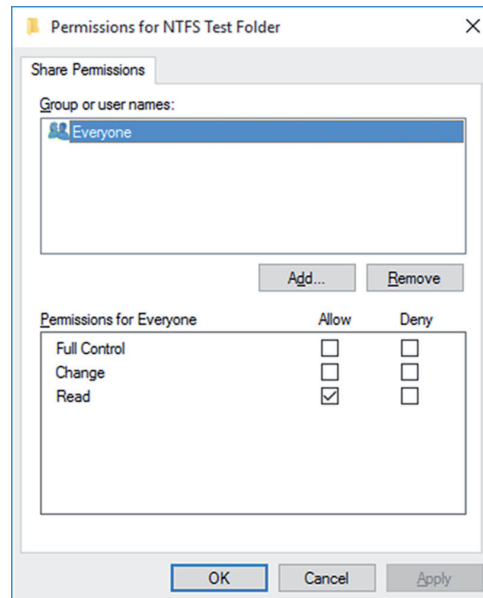 Permissions for NTFS Test Folder
Share Permissions
Group or user names:
Everyone
Add... Remove
Permissions for Everyone Allow Deny
Full Control
Change
Read
OK Cancel Apply